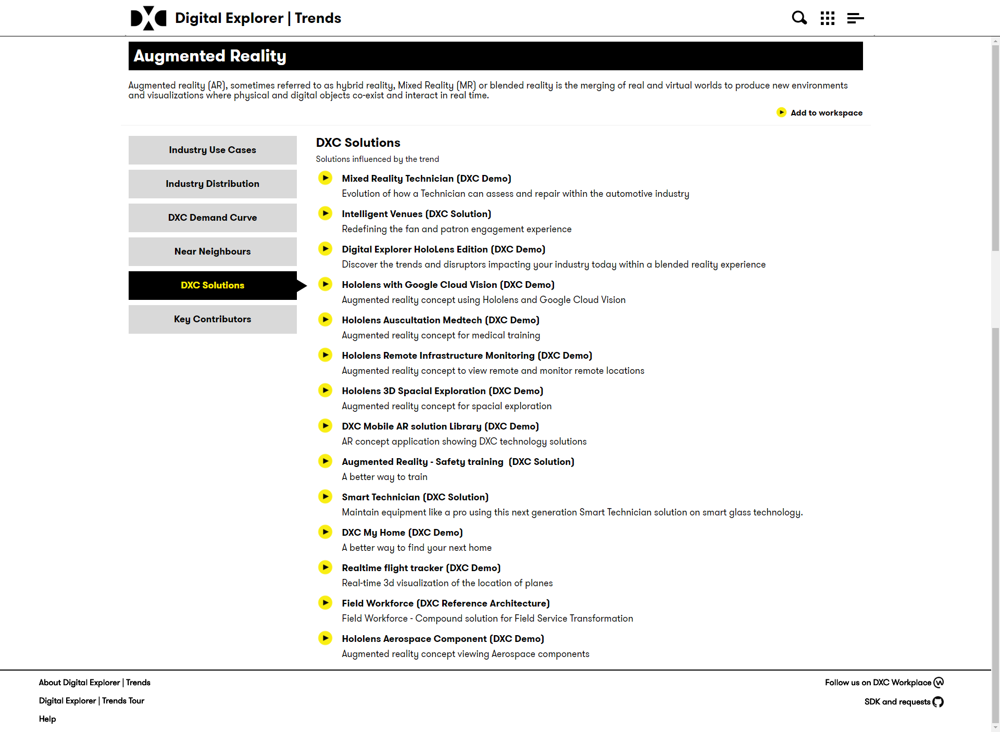 DXC Digital Explorer | Trends
Augmented Reality
Augmented reality (AR), sometimes referred to as hybrid reality, Mixed Reality (MR) or blended reality is the merging of real and virtual worlds to produce new environments
and visualizations where physical and digital objects co-exist and interact in real time.
Add to workspace
Industry Use Cases
Industry Distribution
DXC Demand Curve
Near Neighbours
DXC Solutions
Key Contributors
DXC Solutions
Solutions influenced by the trend
Mixed Reality Technician (DXC Demo)
Evolution of how a Technician can assess and repair within the automotive industry
Intelligent Venues (DXC Solution)
Redefining the fan and patron engagement experience
Digital Explorer HoloLens Edition (DXC Demo)
Discover the trends and disruptors impacting your industry today within a blended reality experience
Hololens with Google Cloud Vision (DXC Demo)
Augmented reality concept using Hololens and Google Cloud Vision
Hololens Auscultation Medtech (DXC Demo)
Augmented reality concept for medical training
Hololens Remote Infrastructure Monitoring (DXC Demo)
Augmented reality concept to view remote and monitor remote locations
Hololens 3D Spacial Exploration (DXC Demo)
Augmented reality concept for spacial exploration
DXC Mobile AR solution Library (DXC Demo)
AR concept application showing DXC technology solutions
Augmented Reality - Safety training  (DXC Solution)
A better way to train
Smart Technician (DXC Solution)
Maintain equipment like a pro using this next generation Smart Technician solution on smart glass technology.
DXC My Home (DXC Demo)
A better way to find your next home
Realtime flight tracker (DXC Demo)
Real-time 3d visualization of the location of planes
Field Workforce (DXC Reference Architecture)
Field Workforce - Compound solution for Field Service Transformation
Hololens Aerospace Component (DXC Demo)
Augmented reality concept viewing Aerospace components
About Digital Explorer | Trends
Digital Explorer | Trends Tour
Help
Follow us on DXC Workplace
SDK and requests